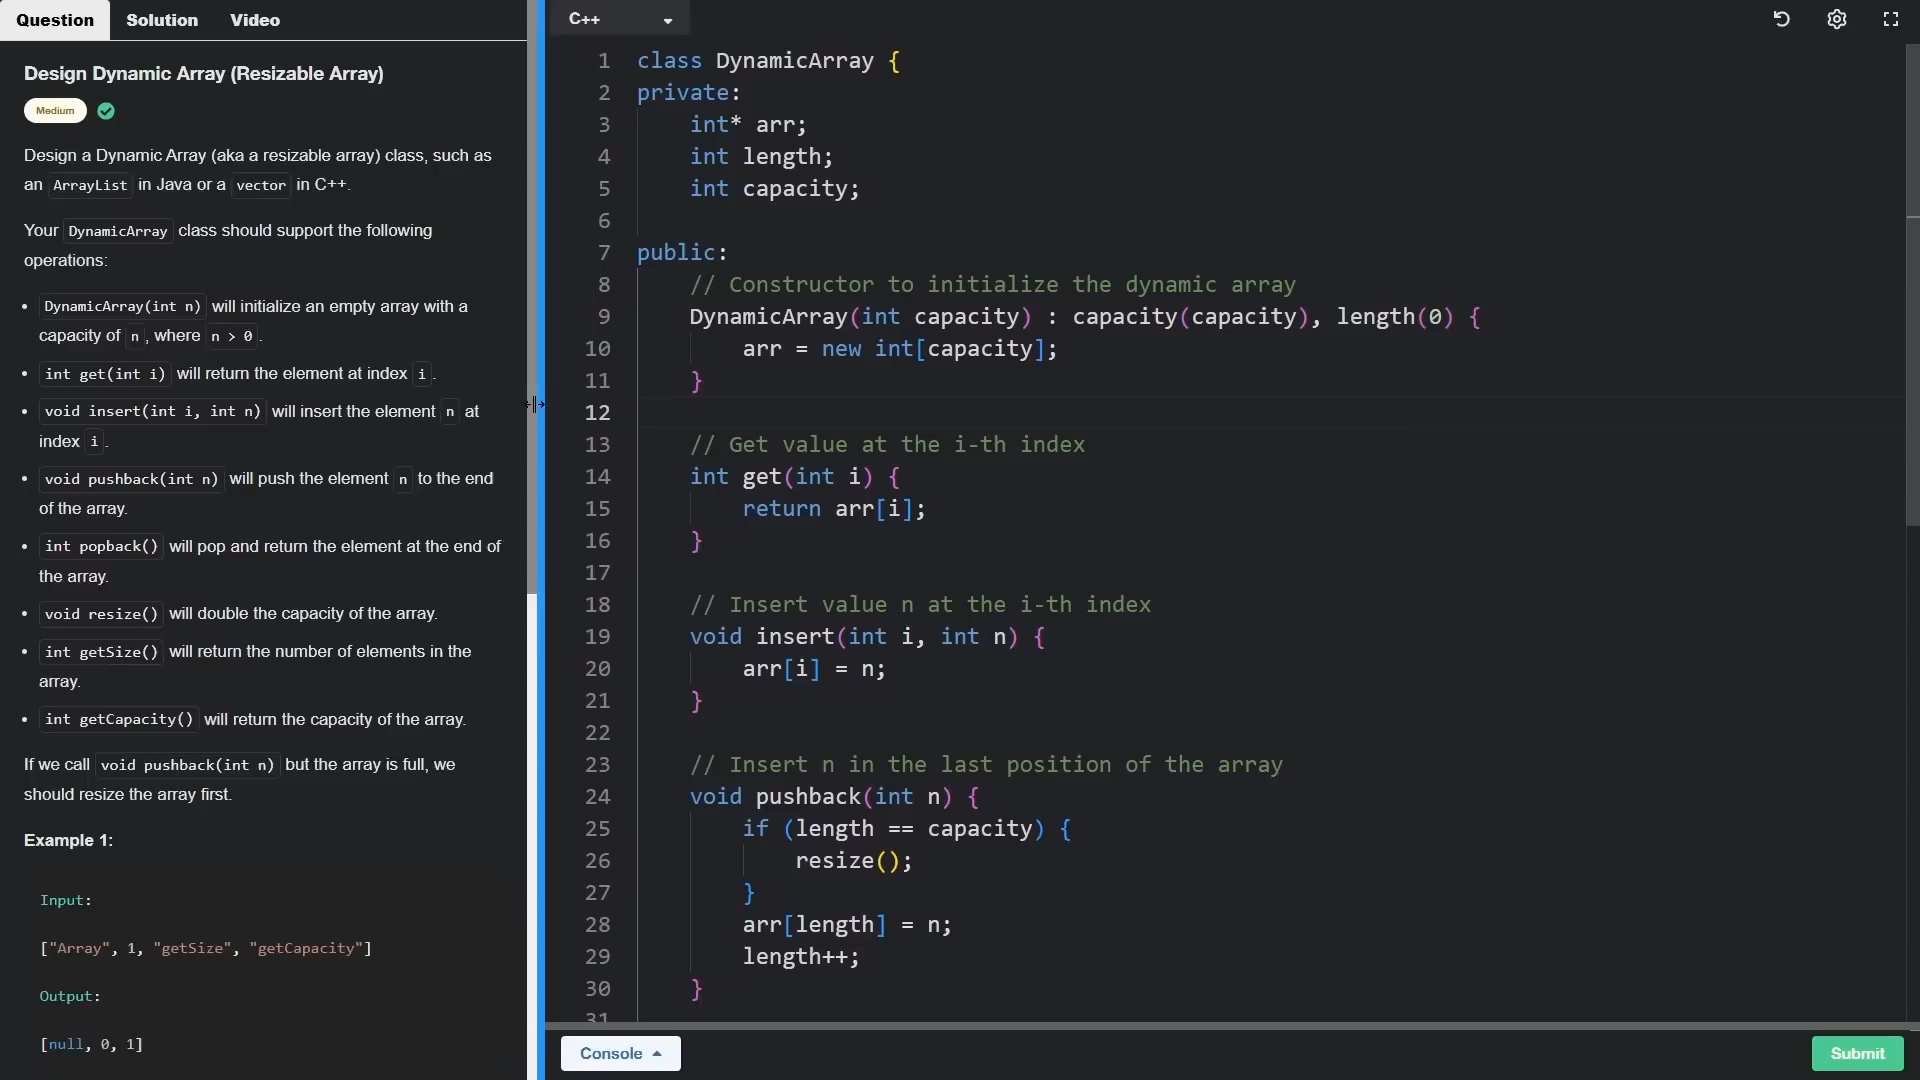 Question Solution Video
Design Dynamic Array (Resizable Array)
Medium
Design a Dynamic Array (aka a resizable array) class, such as
an ArrayList in Java or a vector in C++.
Your DynamicArray class should support the following
operations:
• DynamicArray(int n) will initialize an empty array with a
capacity of n, where n > 0.
• int get(int i) will return the element at index i.
• void insert(int i, int n) will insert the element n at
index i.
• void pushback(int n) will push the element n to the end
of the array.
• int popback() will pop and return the element at the end of
the array.
• void resize() will double the capacity of the array.
• int getSize() will return the number of elements in the
array.
• int getCapacity() will return the capacity of the array.
If we call void pushback(int n) but the array is full, we
should resize the array first.
Example 1:
Input:
["Array", 1, "getSize", "getCapacity"]
Output:
[null, 0, 1]
C++
1 class DynamicArray {
2 private:
3     int* arr;
4     int length;
5     int capacity;
6
7 public:
8     // Constructor to initialize the dynamic array
9     DynamicArray(int capacity) : capacity(capacity), length(0) {
10         arr = new int[capacity];
11     }
12
13     // Get value at the i-th index
14     int get(int i) {
15         return arr[i];
16     }
17
18     // Insert value n at the i-th index
19     void insert(int i, int n) {
20         arr[i] = n;
21     }
22
23     // Insert n in the last position of the array
24     void pushback(int n) {
25         if (length == capacity) {
26             resize();
27         }
28         arr[length] = n;
29         length++;
30     }
31
Console
Submit